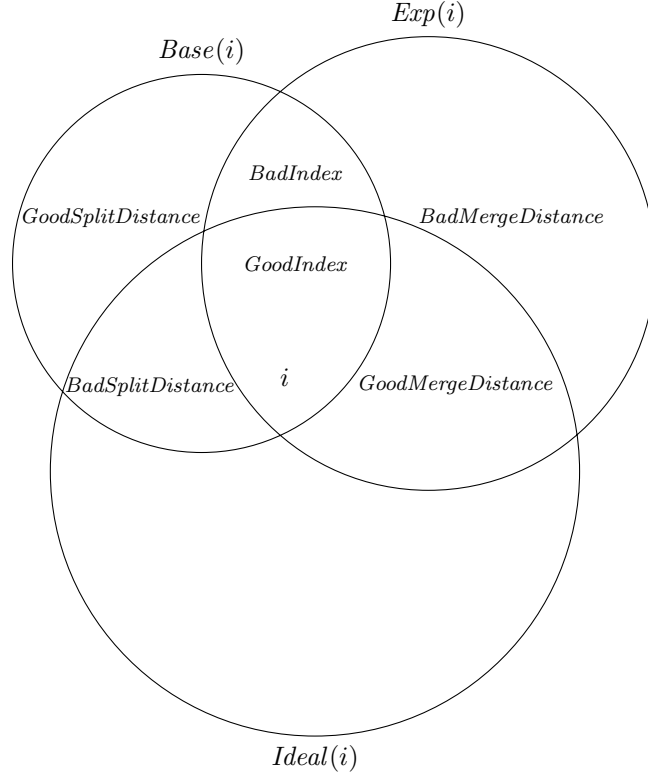 Exp(i)
Base(i)
BadIndex
GoodSplitDistance
BadMergeDistance
GoodIndex
BadSplitDistance
i
GoodMergeDistance
Ideal(i)